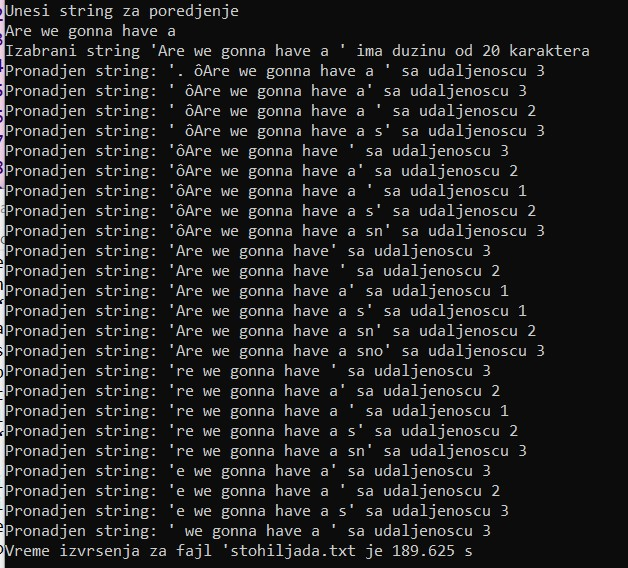 Unesi string za poredjenje
Are we gonna have a
Izabrani string 'Are we gonna have a ' ima duzinu od 20 karaktera
Pronadjen string: '. ôAre we gonna have a ' sa udaljenoscu 3
Pronadjen string: ' ôAre we gonna have a' sa udaljenoscu 3
Pronadjen string: ' ôAre we gonna have a ' sa udaljenoscu 2
Pronadjen string: ' ôAre we gonna have a s' sa udaljenoscu 3
Pronadjen string: 'ôAre we gonna have ' sa udaljenoscu 3
Pronadjen string: 'ôAre we gonna have a' sa udaljenoscu 2
Pronadjen string: 'ôAre we gonna have a ' sa udaljenoscu 1
Pronadjen string: 'ôAre we gonna have a s' sa udaljenoscu 2
Pronadjen string: 'ôAre we gonna have a sn' sa udaljenoscu 3
Pronadjen string: 'Are we gonna have' sa udaljenoscu 3
Pronadjen string: 'Are we gonna have ' sa udaljenoscu 2
Pronadjen string: 'Are we gonna have a' sa udaljenoscu 1
Pronadjen string: 'Are we gonna have a s' sa udaljenoscu 1
Pronadjen string: 'Are we gonna have a sn' sa udaljenoscu 2
Pronadjen string: 'Are we gonna have a sno' sa udaljenoscu 3
Pronadjen string: 're we gonna have ' sa udaljenoscu 3
Pronadjen string: 're we gonna have a' sa udaljenoscu 2
Pronadjen string: 're we gonna have a ' sa udaljenoscu 1
Pronadjen string: 're we gonna have a s' sa udaljenoscu 2
Pronadjen string: 're we gonna have a sn' sa udaljenoscu 3
Pronadjen string: 'e we gonna have a' sa udaljenoscu 3
Pronadjen string: 'e we gonna have a ' sa udaljenoscu 2
Pronadjen string: 'e we gonna have a s' sa udaljenoscu 3
Pronadjen string: ' we gonna have a ' sa udaljenoscu 3
Vreme izvrsenja za fajl 'stohiljada.txt je 189.625 s